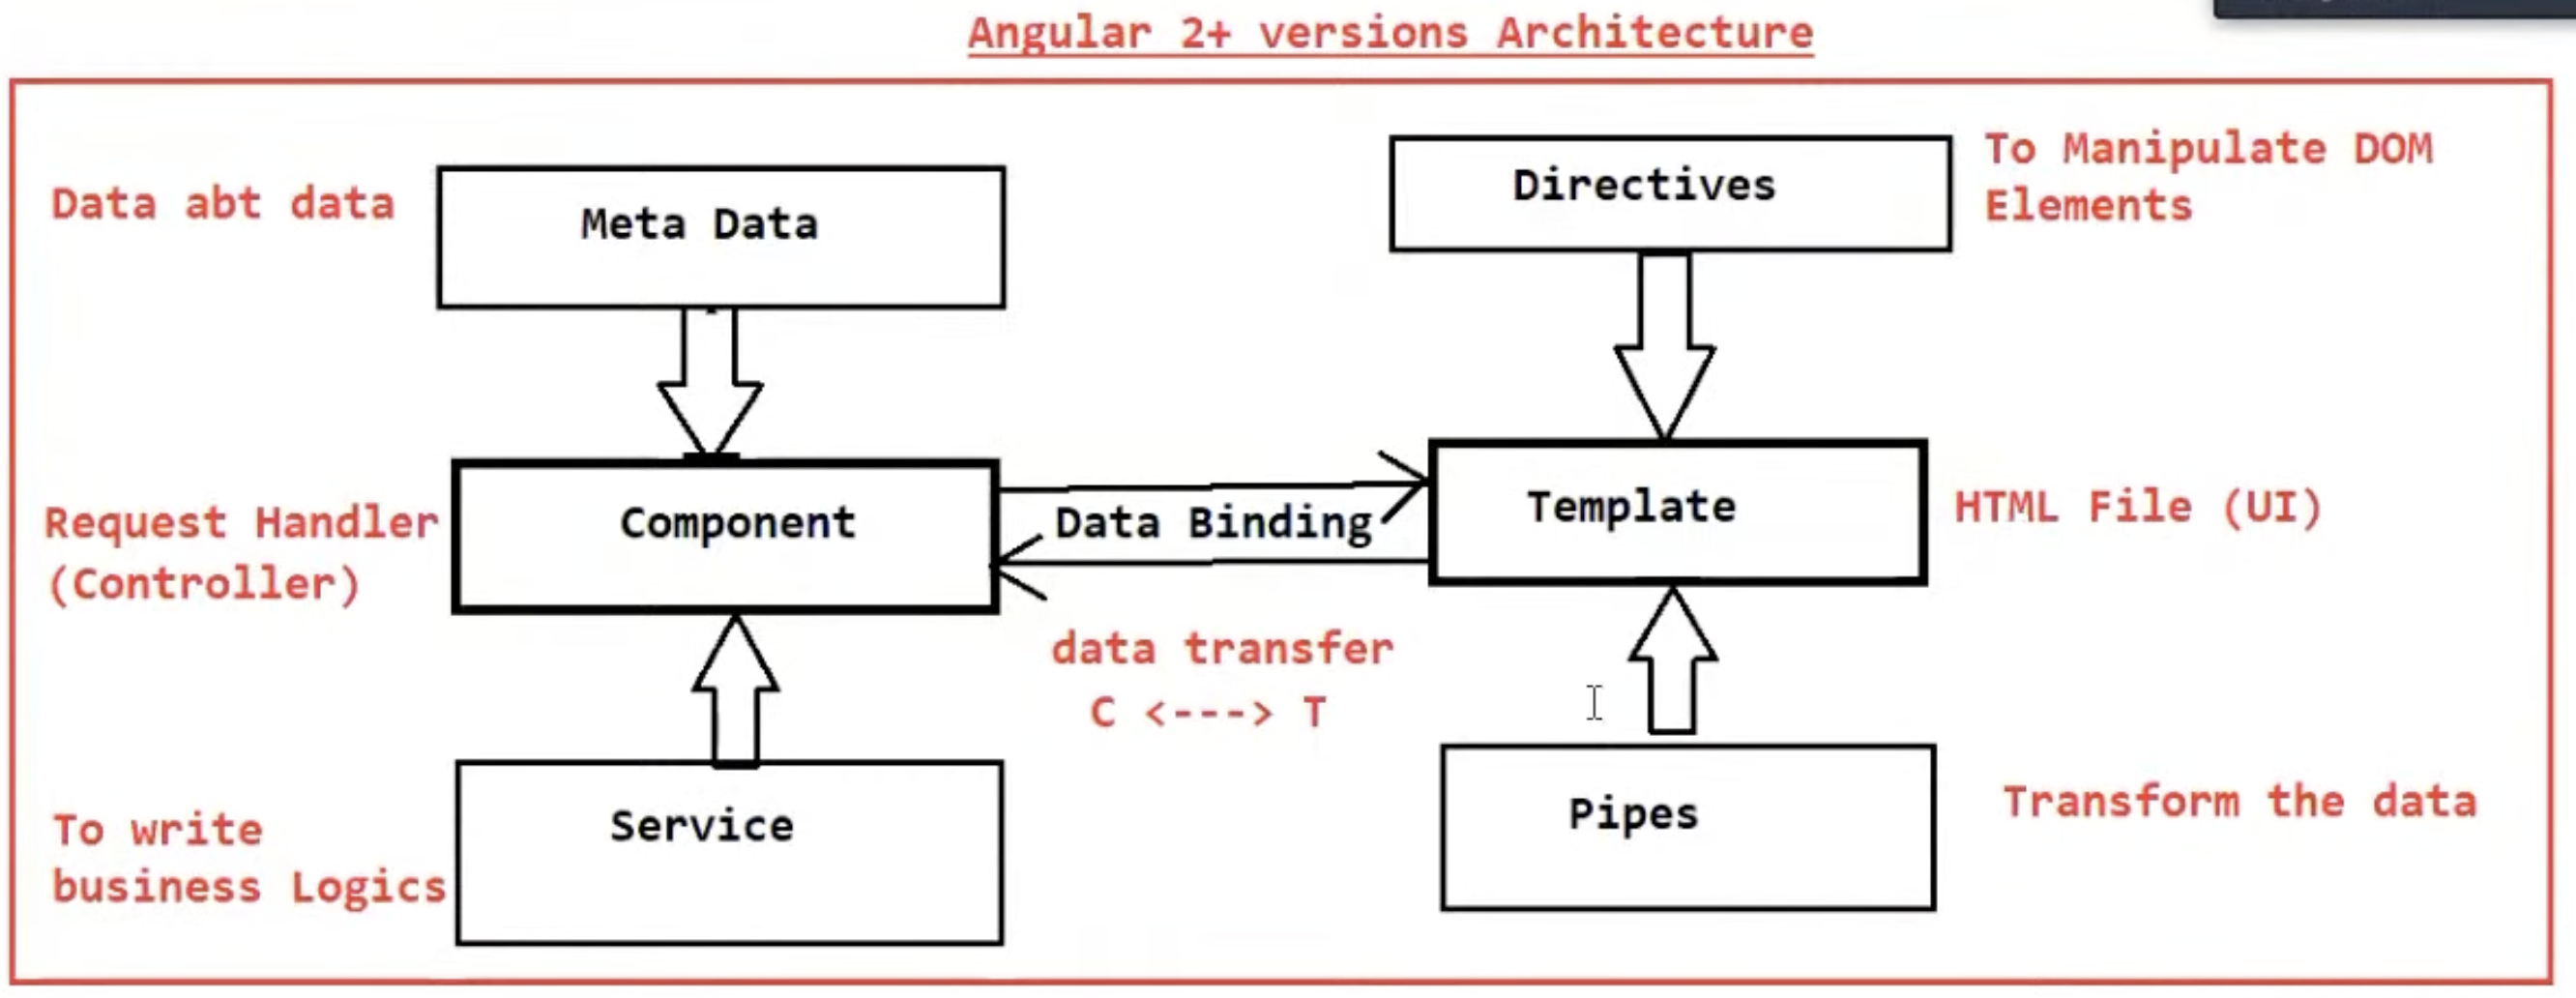 Angular 2+ versions Architecture
Data abt data
Meta Data
Directives
To Manipulate DOM
Elements
Request Handler
(Controller)
Component
Data Binding
Template
HTML File (UI)
data transfer
C <---> T
To write
business Logics
Service
Pipes
Transform the data